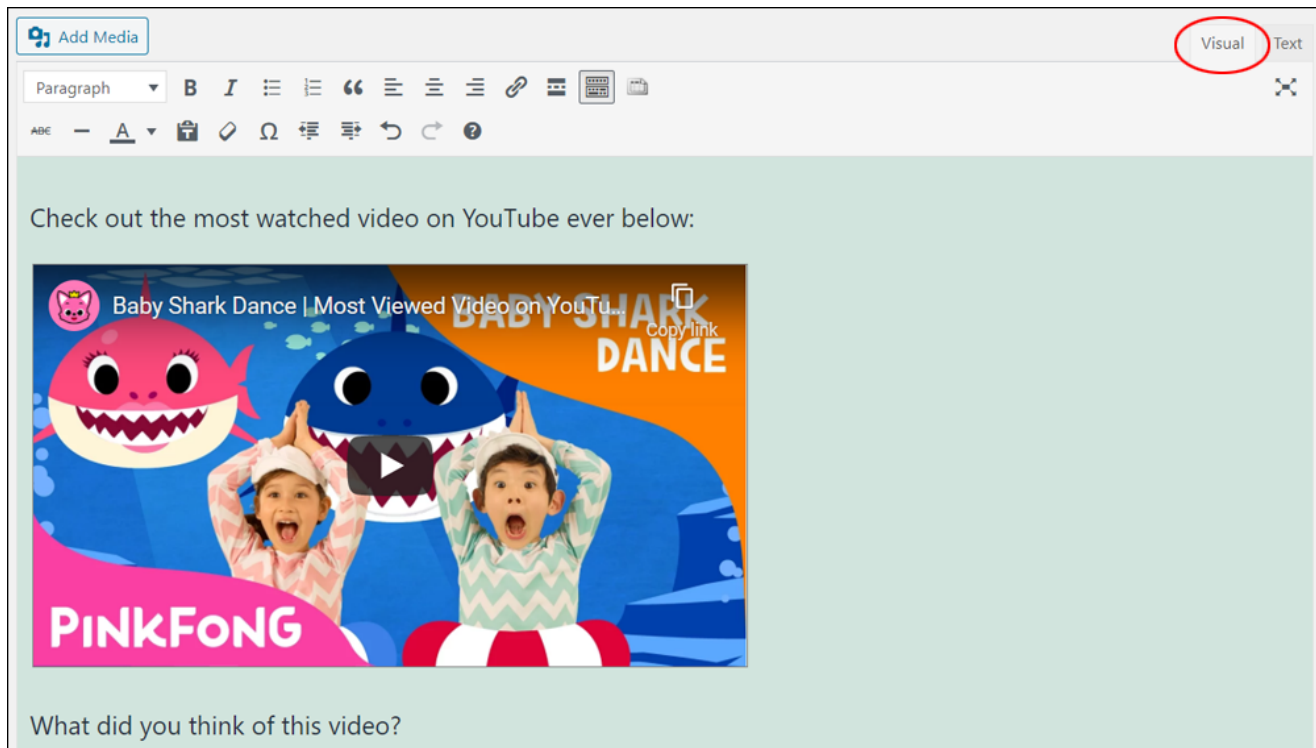 Add Media
Visual
Text
Paragraph
B I
ABC A T Ω ?
Check out the most watched video on YouTube ever below:
Baby Shark Dance | Most Viewed Video on YouTu...
Copy link
BABY SHARK
DANCE
PINKFONG
What did you think of this video?